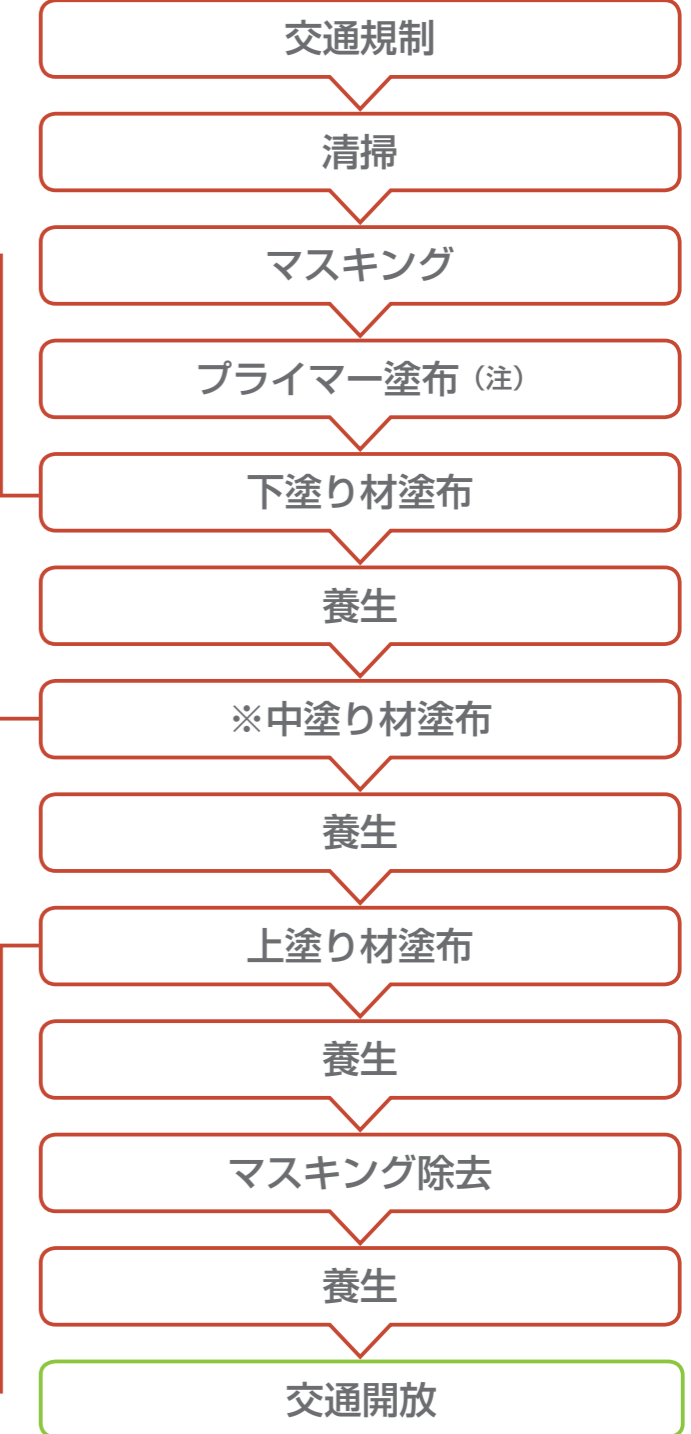 交通規制
清掃
マスキング
プライマー塗布（注）
下塗り材塗布
養生
※中塗り材塗布
養生
上塗り材塗布
養生
マスキング除去
養生
交通開放